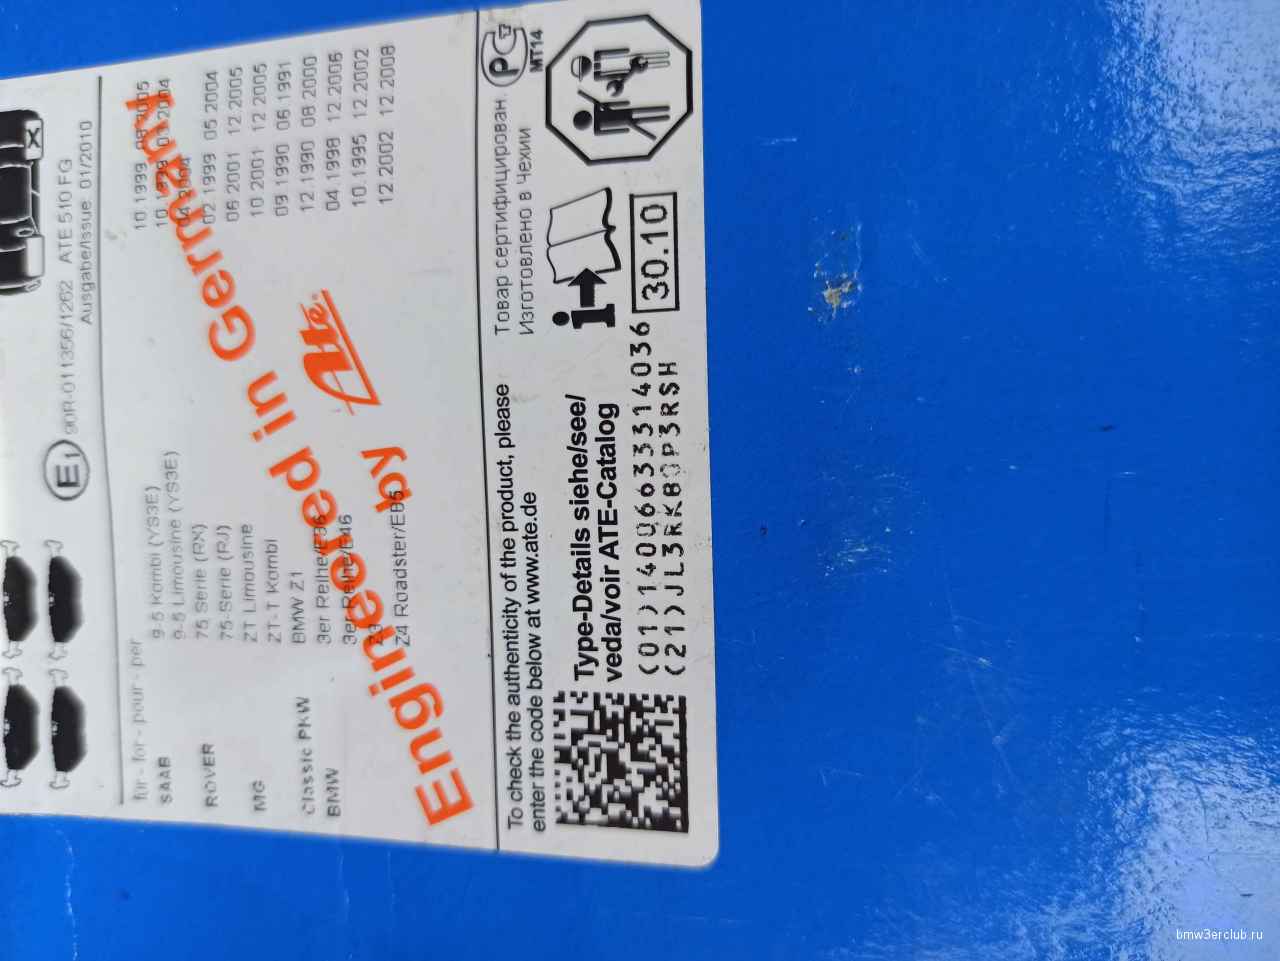 90R-011356/1262 ATE 510 FG
Ausgabe/Issue 01/2010
E1
für - for - pour - per
SAAB
9-5 Kombi (YS3E) 10 1999 08 2005
9-5 Limousine (YS3E)
ROVER 75 Serie (RX)
75-Serie (RJ) 02 1999 05 2004
MG ZT Limousine 06 2001 12 2005
ZT-T Kombi 10 2001 12 2005
Classic PKW BMW Z1 09 1990 06 1991
BMW 3er Reihe/E36 12 1990 08 2000
3er Reihe/E46 04 1998 12 2006
Z3 10 1995 12 2002
Z4 Roadster/E85 12 2002 12 2008
Engineered in Germany
by Ate®
To check the authenticity of the product, please
enter the code below at www.ate.de
Товар сертифицирован
Изготовлено в Чехии
РС
МТ14
Type-Details siehe/see/
veda/voir ATE-Catalog
(01)14006633314036
(21)JL3RK80P3RSH
i
30.10
bmw3erclub.ru